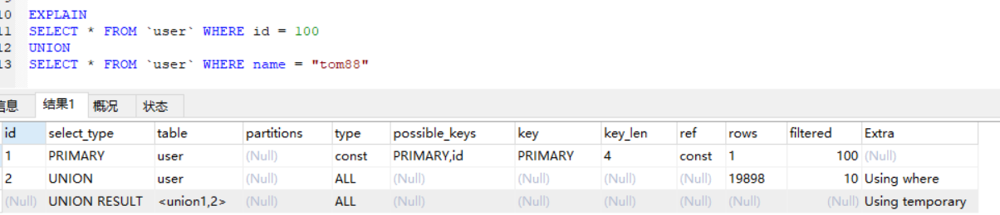 10 EXPLAIN
11 SELECT * FROM `user` WHERE id = 100
12 UNION
13 SELECT * FROM `user` WHERE name = "tom88"
信息 结果1 概况 状态
id select_type table partitions type possible_keys key key_len ref rows filtered Extra
1 PRIMARY user (Null) const PRIMARY,id PRIMARY 4 const 1 100 (Null)
2 UNION user (Null) ALL (Null) (Null) (Null) (Null) 19898 10 Using where
(Null) UNION RESULT <union1,2> (Null) ALL (Null) (Null) (Null) (Null) (Null) (Null) Using temporary